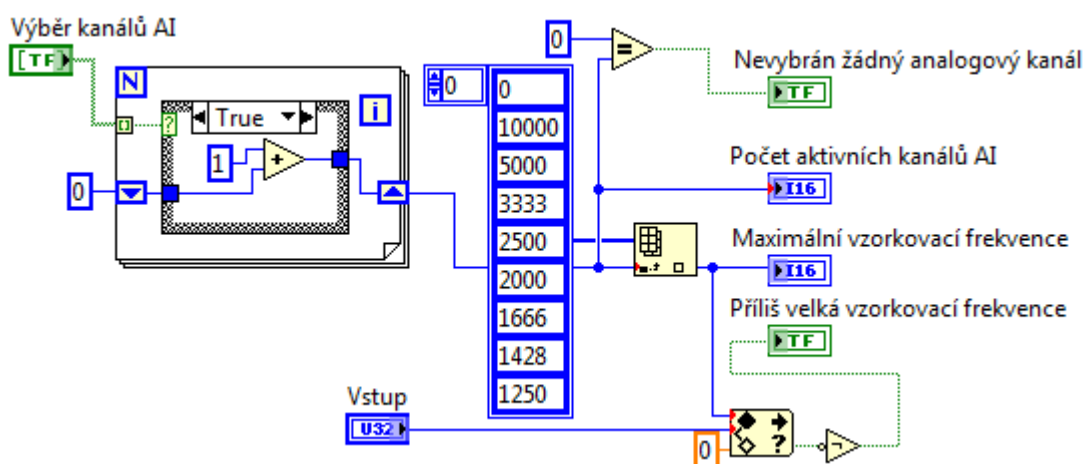 Výběr kanálů AI
[TF]
N
True
i
?
1
+
0
0
0
10000
5000
3333
2500
2000
1666
1428
1250
0
=
Nevybrán žádný analogový kanál
TF
Počet aktivních kanálů AI
I16
Maximální vzorkovací frekvence
I16
Příliš velká vzorkovací frekvence
TF
Vstup
U32
0
?